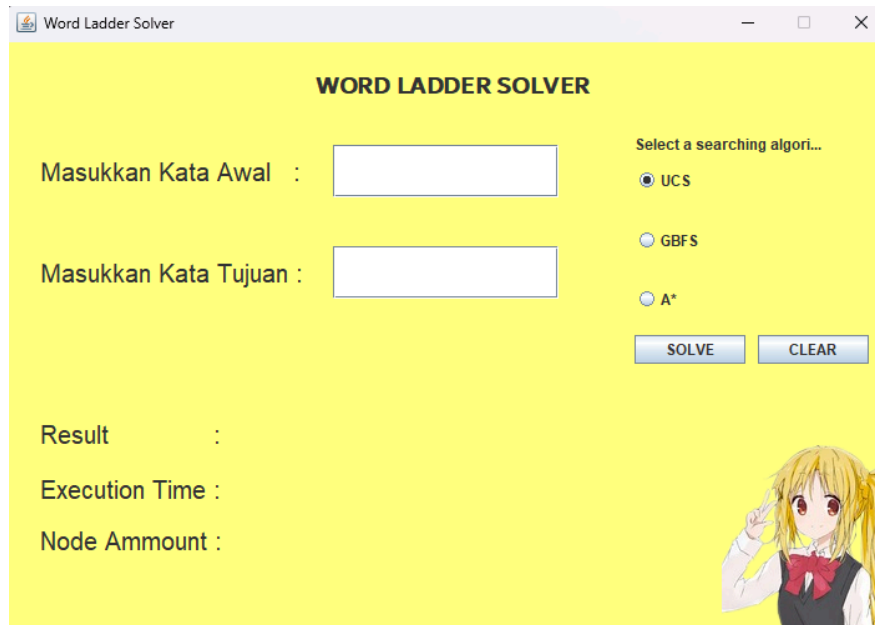 Word Ladder Solver
WORD LADDER SOLVER
Masukkan Kata Awal :
Masukkan Kata Tujuan :
Select a searching algori...
UCS
GBFS
A*
SOLVE CLEAR
Result :
Execution Time :
Node Ammount :